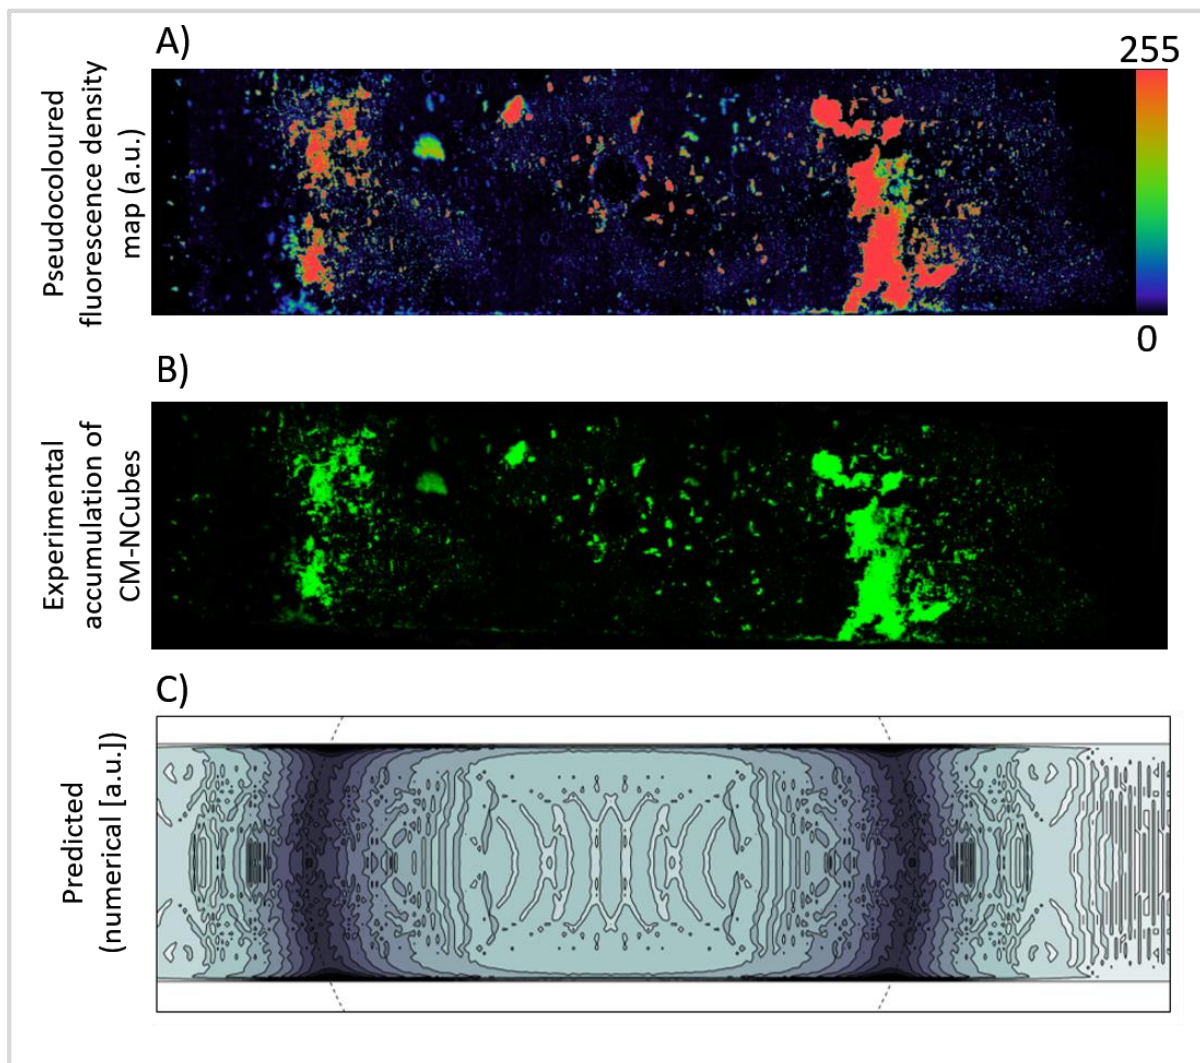 A)
255
Pseudocoloured
fluorescence density
map (a.u.)
0
B)
Experimental
accumulation of
CM-NCubes
C)
Predicted
(numerical [a.u.])